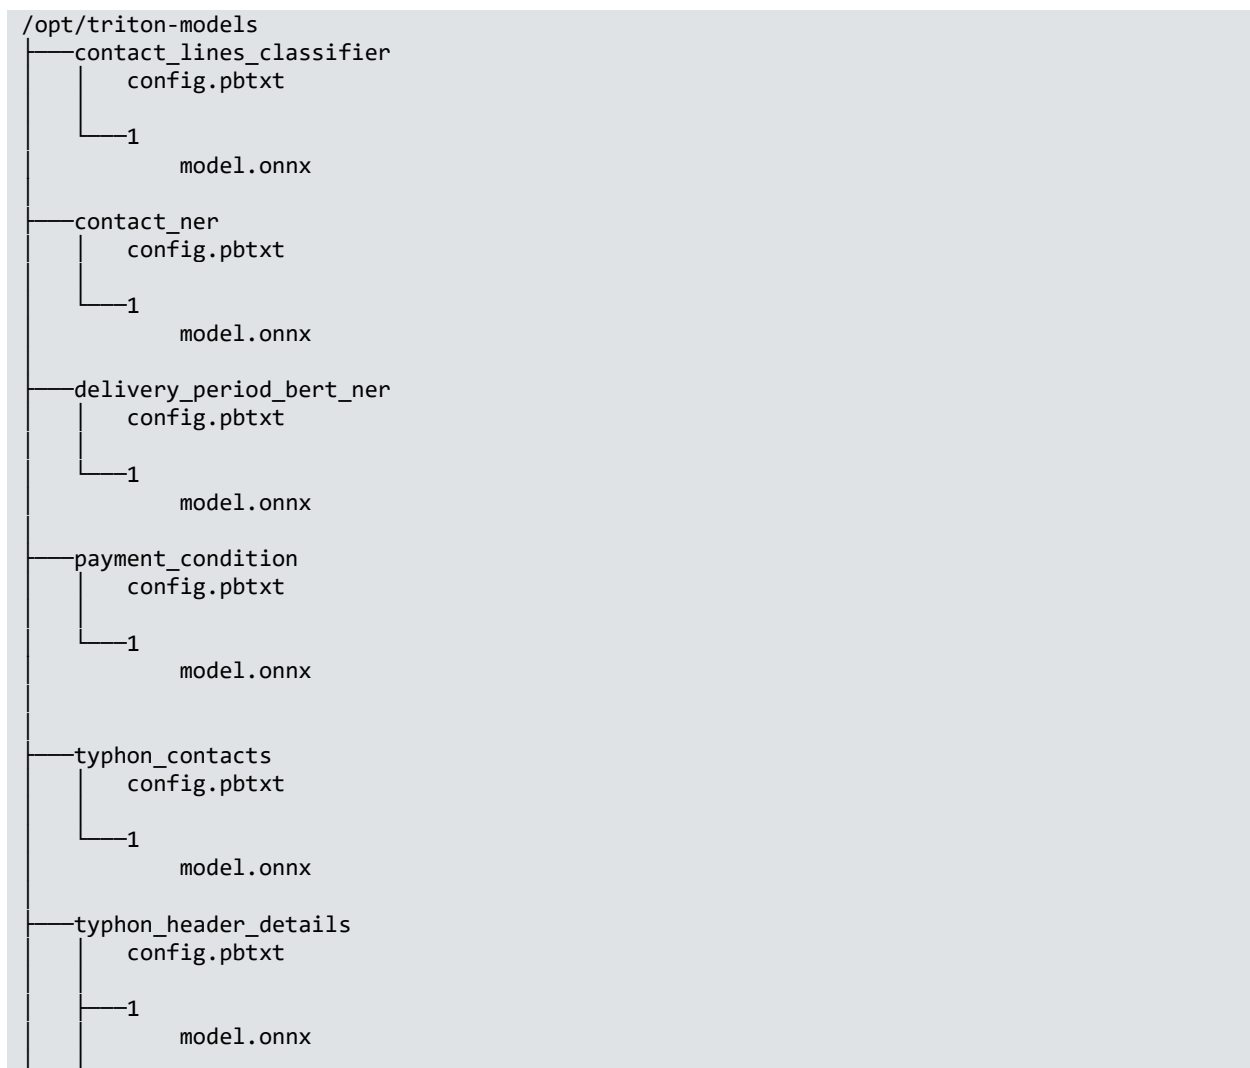 /opt/triton-models
├───contact_lines_classifier
│   │   config.pbtxt
│   │
│   └───1
│           model.onnx
│
├───contact_ner
│   │   config.pbtxt
│   │
│   └───1
│           model.onnx
│
├───delivery_period_bert_ner
│   │   config.pbtxt
│   │
│   └───1
│           model.onnx
│
├───payment_condition
│   │   config.pbtxt
│   │
│   └───1
│           model.onnx
│
│
├───typhon_contacts
│   │   config.pbtxt
│   │
│   └───1
│           model.onnx
│
├───typhon_header_details
│   │   config.pbtxt
│   │
│   ├───1
│   │       model.onnx
│   │